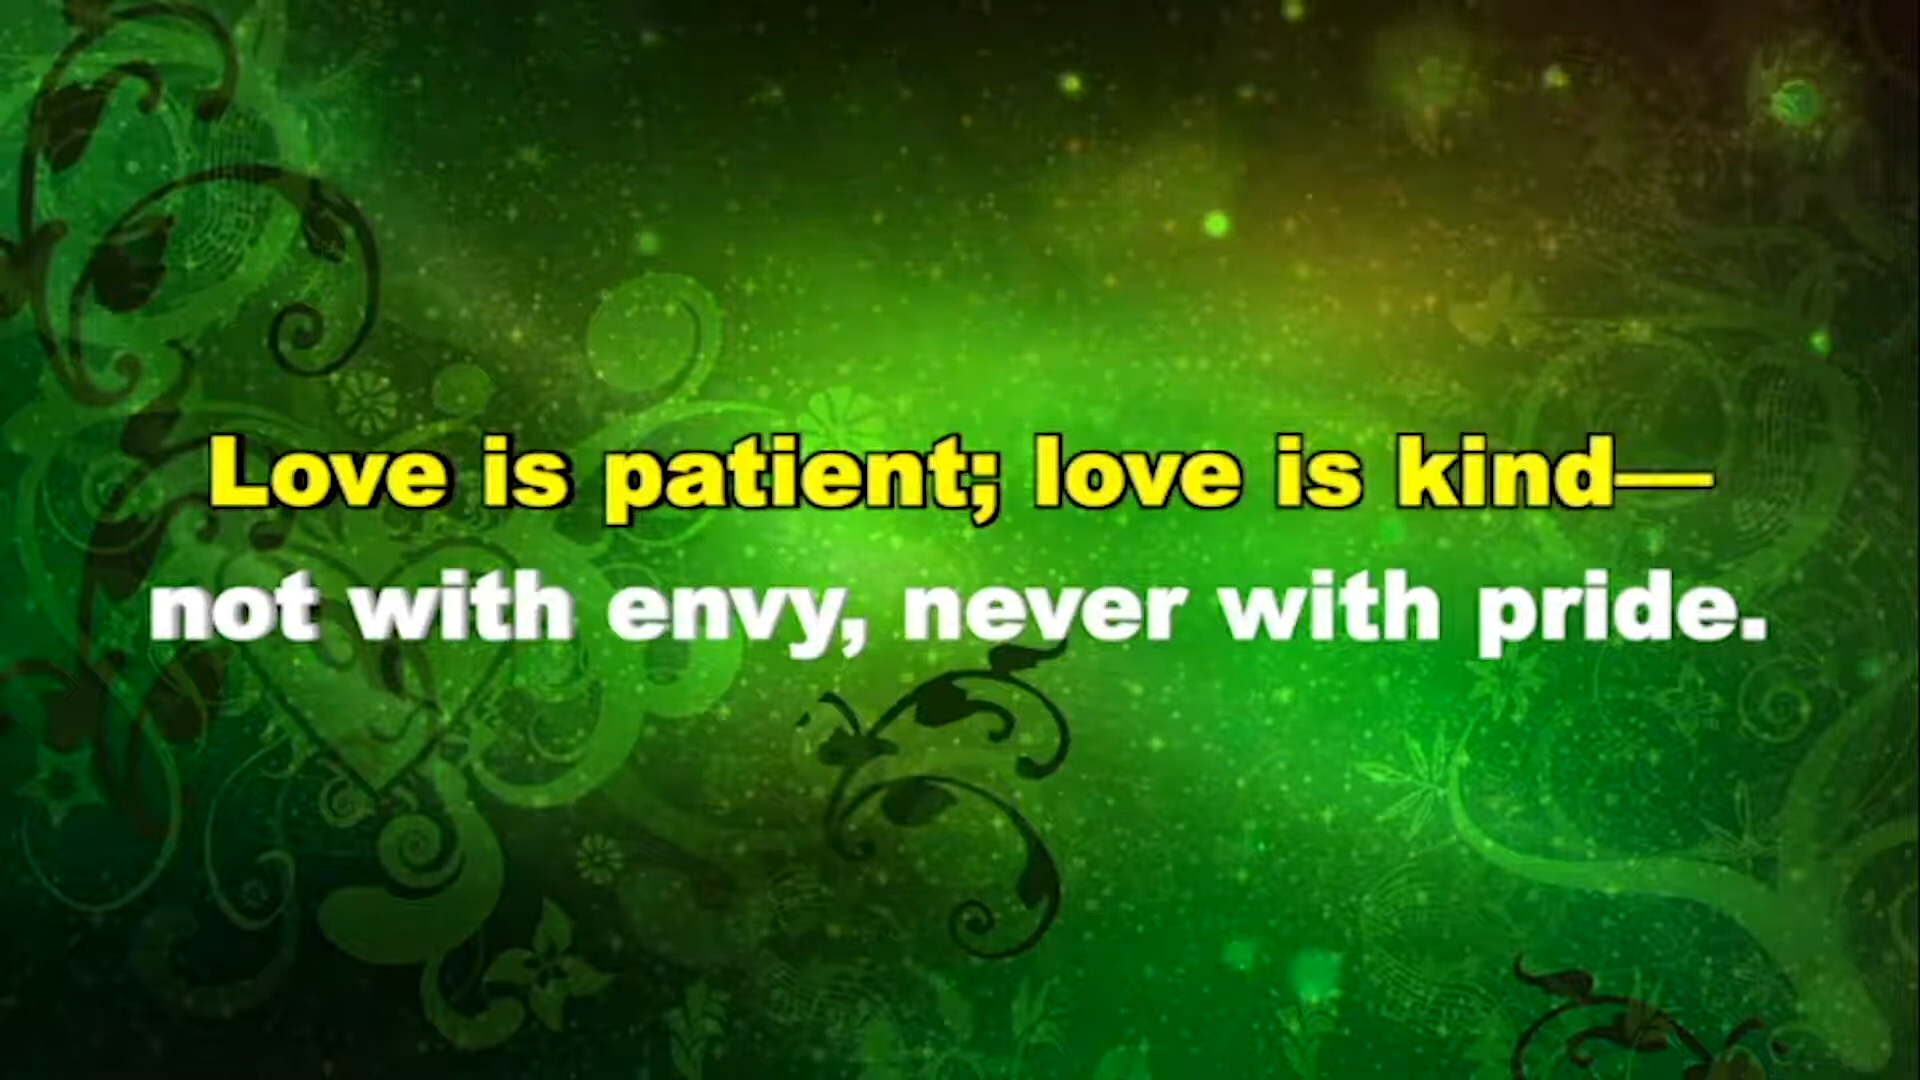 Love is patient; love is kind—
not with envy, never with pride.